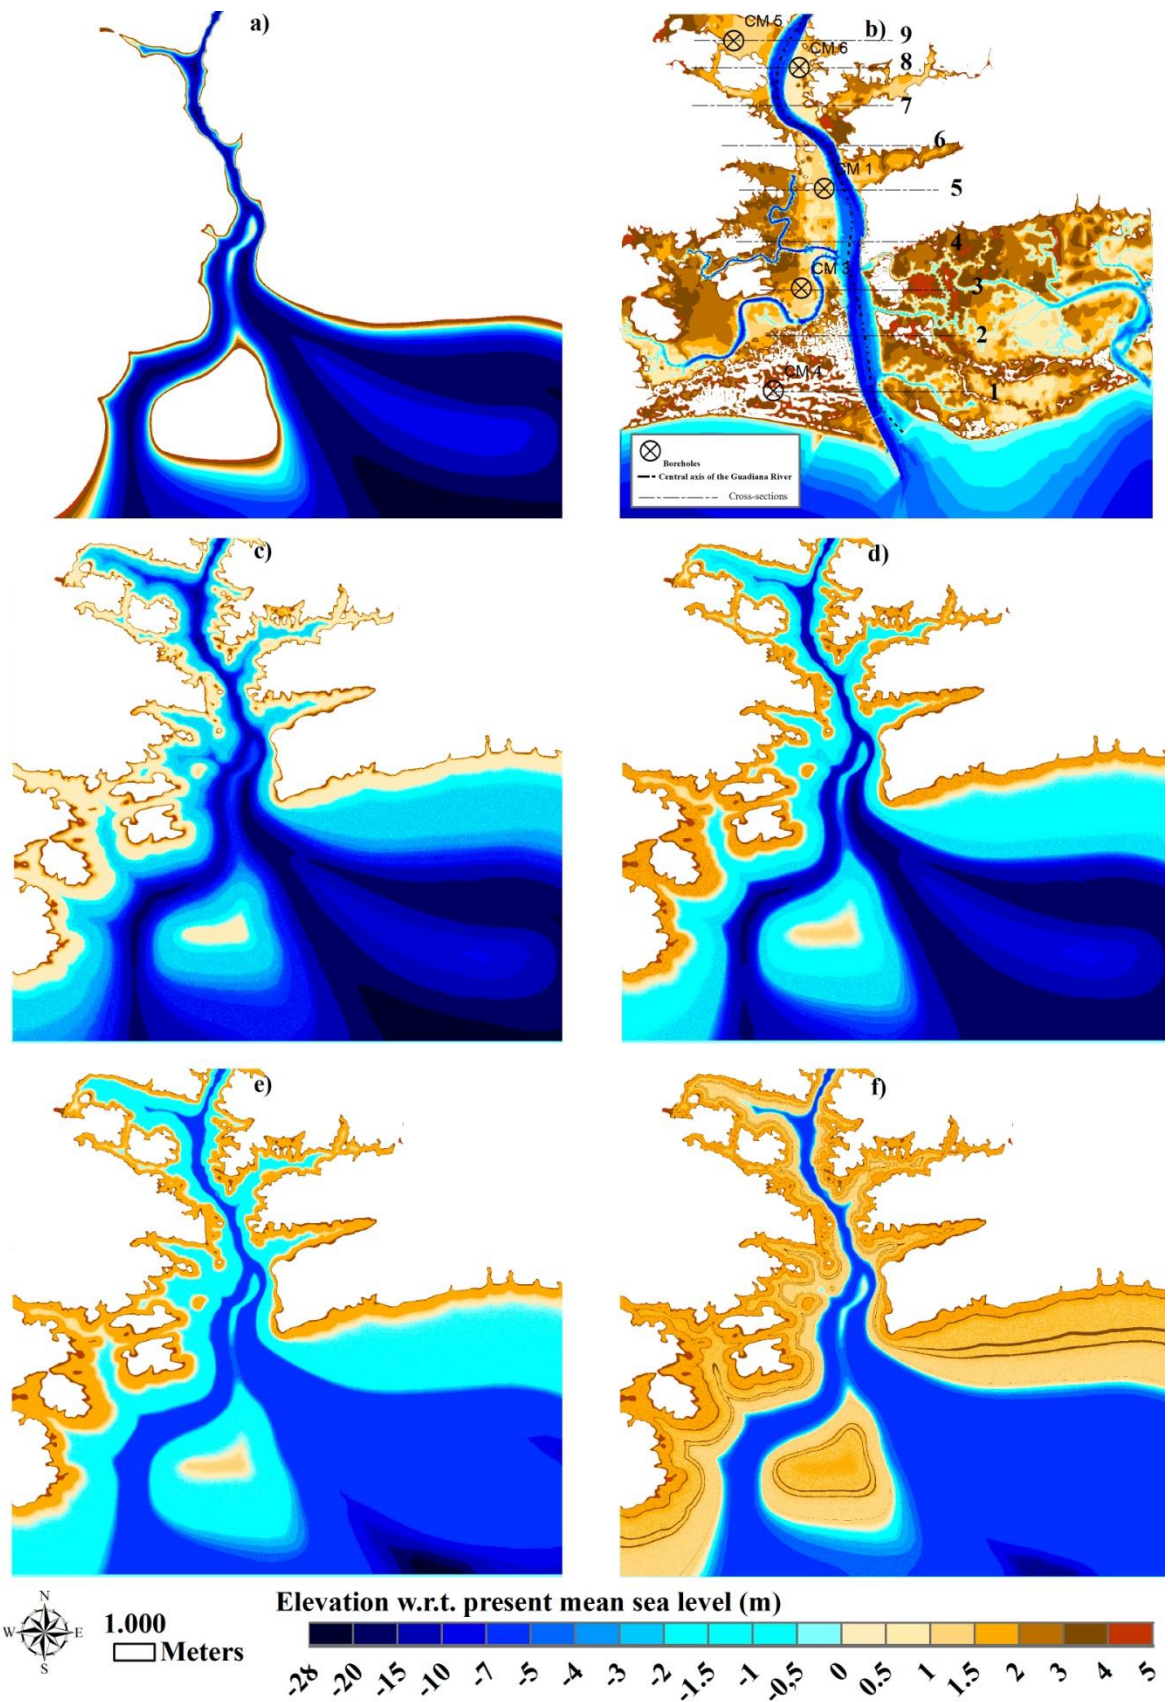 a)
b)
CM 5
9
CM 6
8
7
6
CM 1
5
4
CM 3
3
2
CM 4
1
Boreholes
Central axis of the Guadiana River
Cross-sections
c)
d)
e)
f)
N
W
E
S
1.000
Meters
Elevation w.r.t. present mean sea level (m)
-28 -20 -15 -10 -7 -5 -4 -3 -2 -1.5 -1 -0,5 0 0.5 1 1.5 2 3 4 5